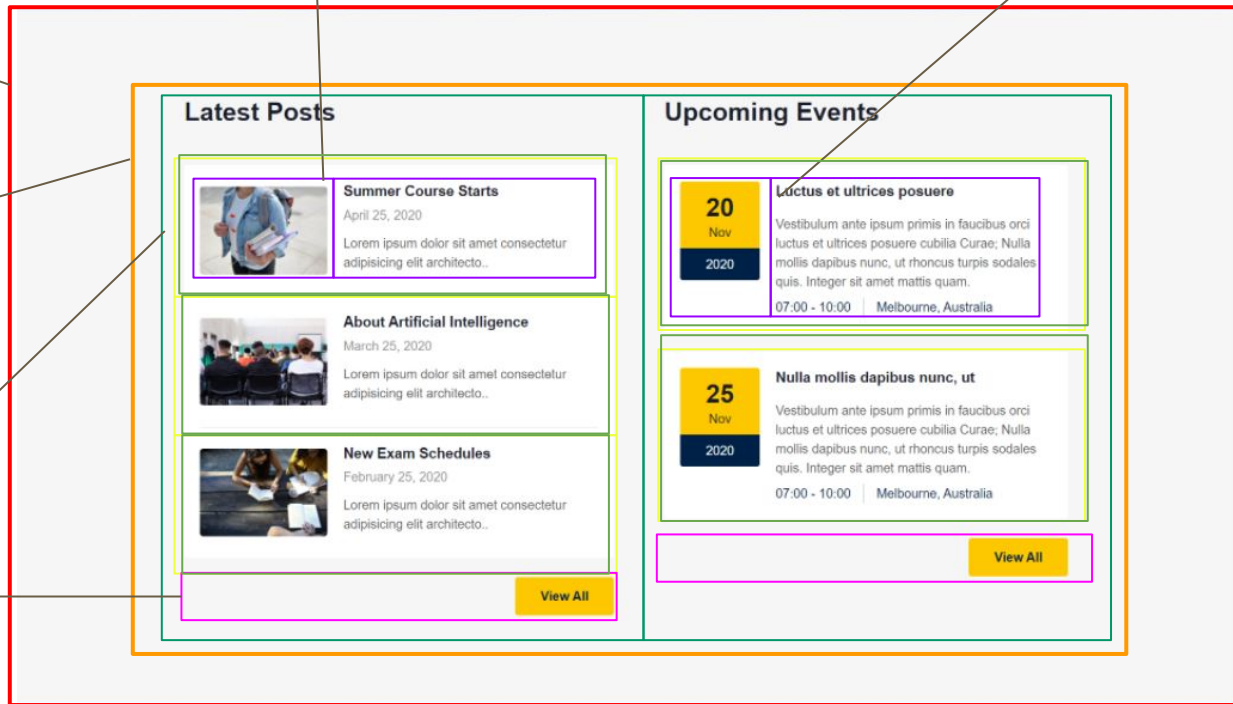 Latest Posts
Summer Course Starts
April 25, 2020
Lorem ipsum dolor sit amet consectetur
adipisicing elit architecto..
About Artificial Intelligence
March 25, 2020
Lorem ipsum dolor sit amet consectetur
adipisicing elit architecto..
New Exam Schedules
February 25, 2020
Lorem ipsum dolor sit amet consectetur
adipisicing elit architecto..
View All
Upcoming Events
20
Nov
2020
Luctus et ultrices posuere
Vestibulum ante ipsum primis in faucibus orci
luctus et ultrices posuere cubilia Curae; Nulla
mollis dapibus nunc, ut rhoncus turpis sodales
quis. Integer sit amet mattis quam.
07:00 - 10:00 Melbourne, Australia
25
Nov
2020
Nulla mollis dapibus nunc, ut
Vestibulum ante ipsum primis in faucibus orci
luctus et ultrices posuere cubilia Curae; Nulla
mollis dapibus nunc, ut rhoncus turpis sodales
quis. Integer sit amet mattis quam.
07:00 - 10:00 Melbourne, Australia
View All